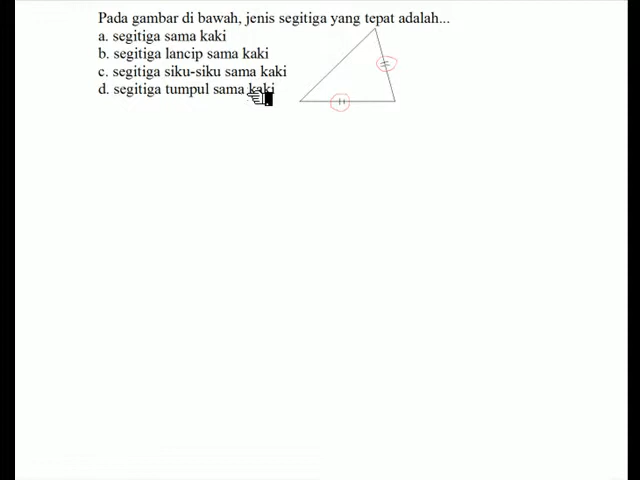 Pada gambar di bawah, jenis segitiga yang tepat adalah...
a. segitiga sama kaki
b. segitiga lancip sama kaki
c. segitiga siku-siku sama kaki
d. segitiga tumpul sama kaki